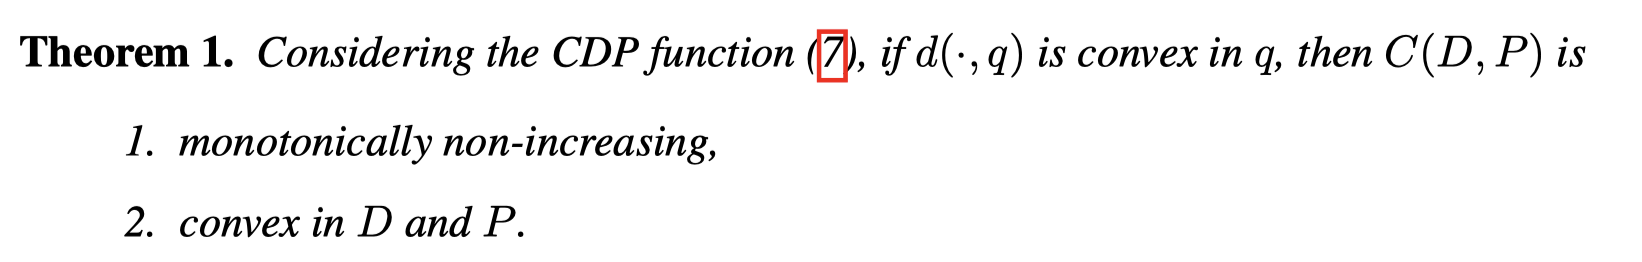 Theorem 1. Considering the CDP function (7), if d(·, q) is convex in q, then C(D, P) is
1. monotonically non-increasing,
2. convex in D and P.